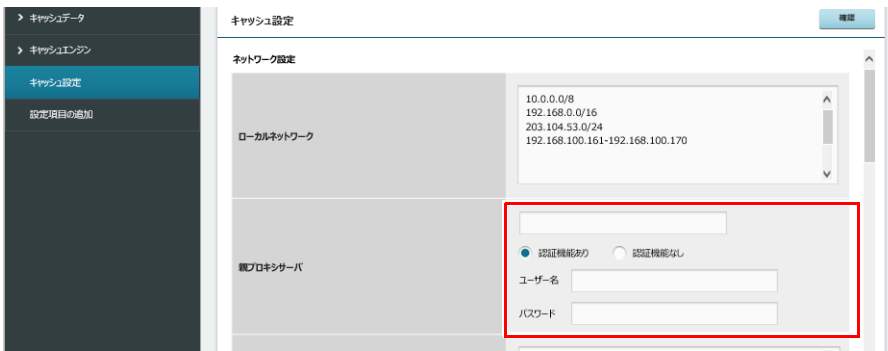 キャッシュデータ
キャッシュエンジン
キャッシュ設定
設定項目の追加
キャッシュ設定
確認
ネットワーク設定
ローカルネットワーク
10.0.0.0/8
192.168.0.0/16
203.104.53.0/24
192.168.100.161-192.168.100.170
親プロキシサーバ
認証機能あり 認証機能なし
ユーザー名
パスワード